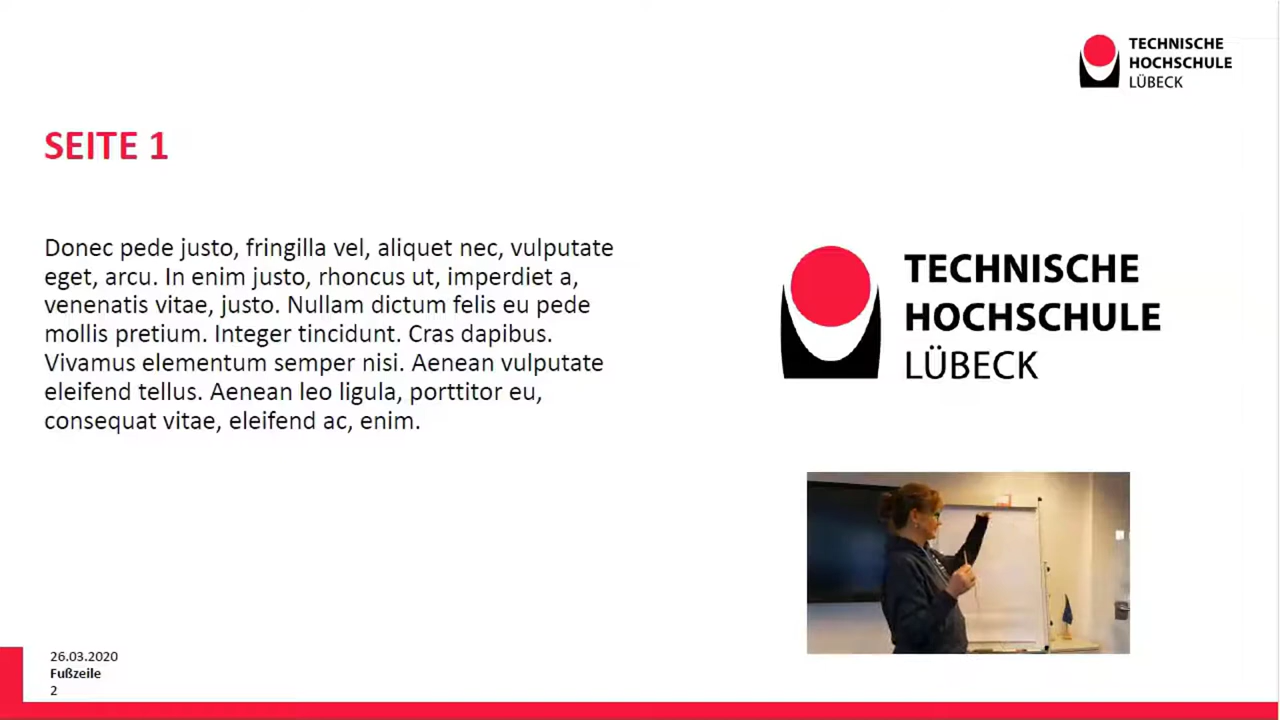 TECHNISCHE
HOCHSCHULE
LÜBECK
SEITE 1
Donec pede justo, fringilla vel, aliquet nec, vulputate
eget, arcu. In enim justo, rhoncus ut, imperdiet a,
venenatis vitae, justo. Nullam dictum felis eu pede
mollis pretium. Integer tincidunt. Cras dapibus.
Vivamus elementum semper nisi. Aenean vulputate
eleifend tellus. Aenean leo ligula, porttitor eu,
consequat vitae, eleifend ac, enim.
TECHNISCHE
HOCHSCHULE
LÜBECK
26.03.2020
Fußzeile
2